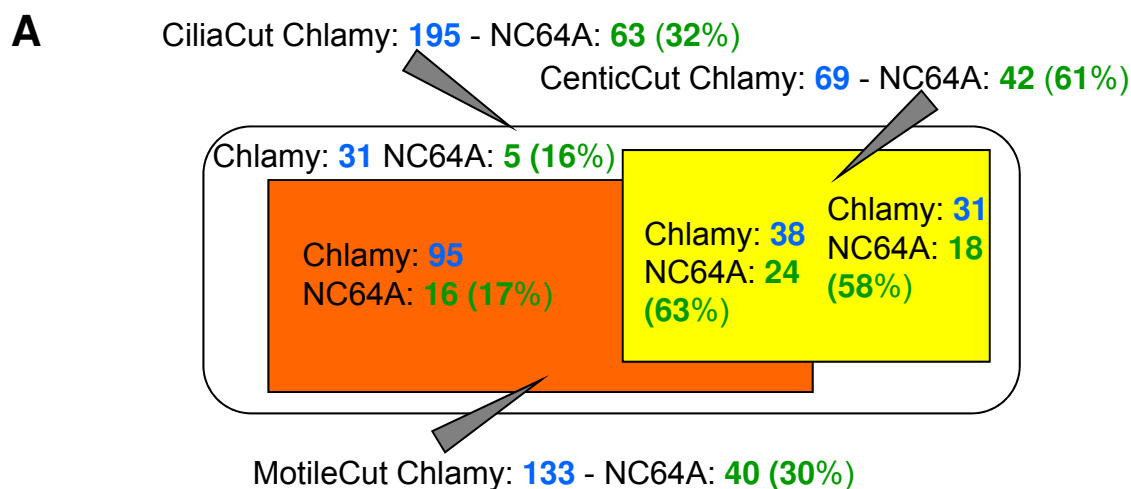 A
CiliaCut Chlamy: 195 - NC64A: 63 (32%)
CenticCut Chlamy: 69 - NC64A: 42 (61%)
Chlamy: 31 NC64A: 5 (16%)
Chlamy: 95
NC64A: 16 (17%)
Chlamy: 38
NC64A: 24
(63%)
Chlamy: 31
NC64A: 18
(58%)
MotileCut Chlamy: 133 - NC64A: 40 (30%)